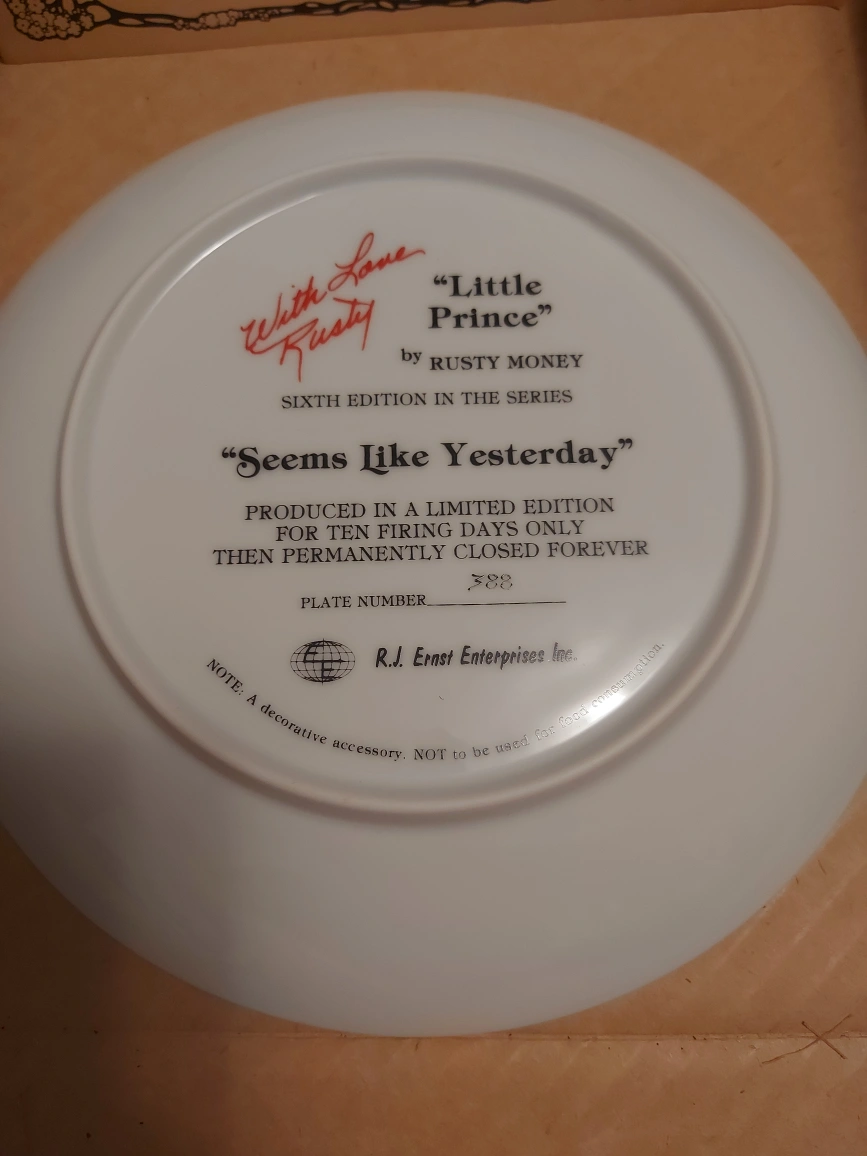 With Love
Rusty
“Little
Prince”
by RUSTY MONEY
SIXTH EDITION IN THE SERIES
“Seems Like Yesterday”
PRODUCED IN A LIMITED EDITION
FOR TEN FIRING DAYS ONLY
THEN PERMANENTLY CLOSED FOREVER
388
PLATE NUMBER
E E
R.J. Ernst Enterprises Inc.
NOTE: A decorative accessory. NOT to be used for food consumption.